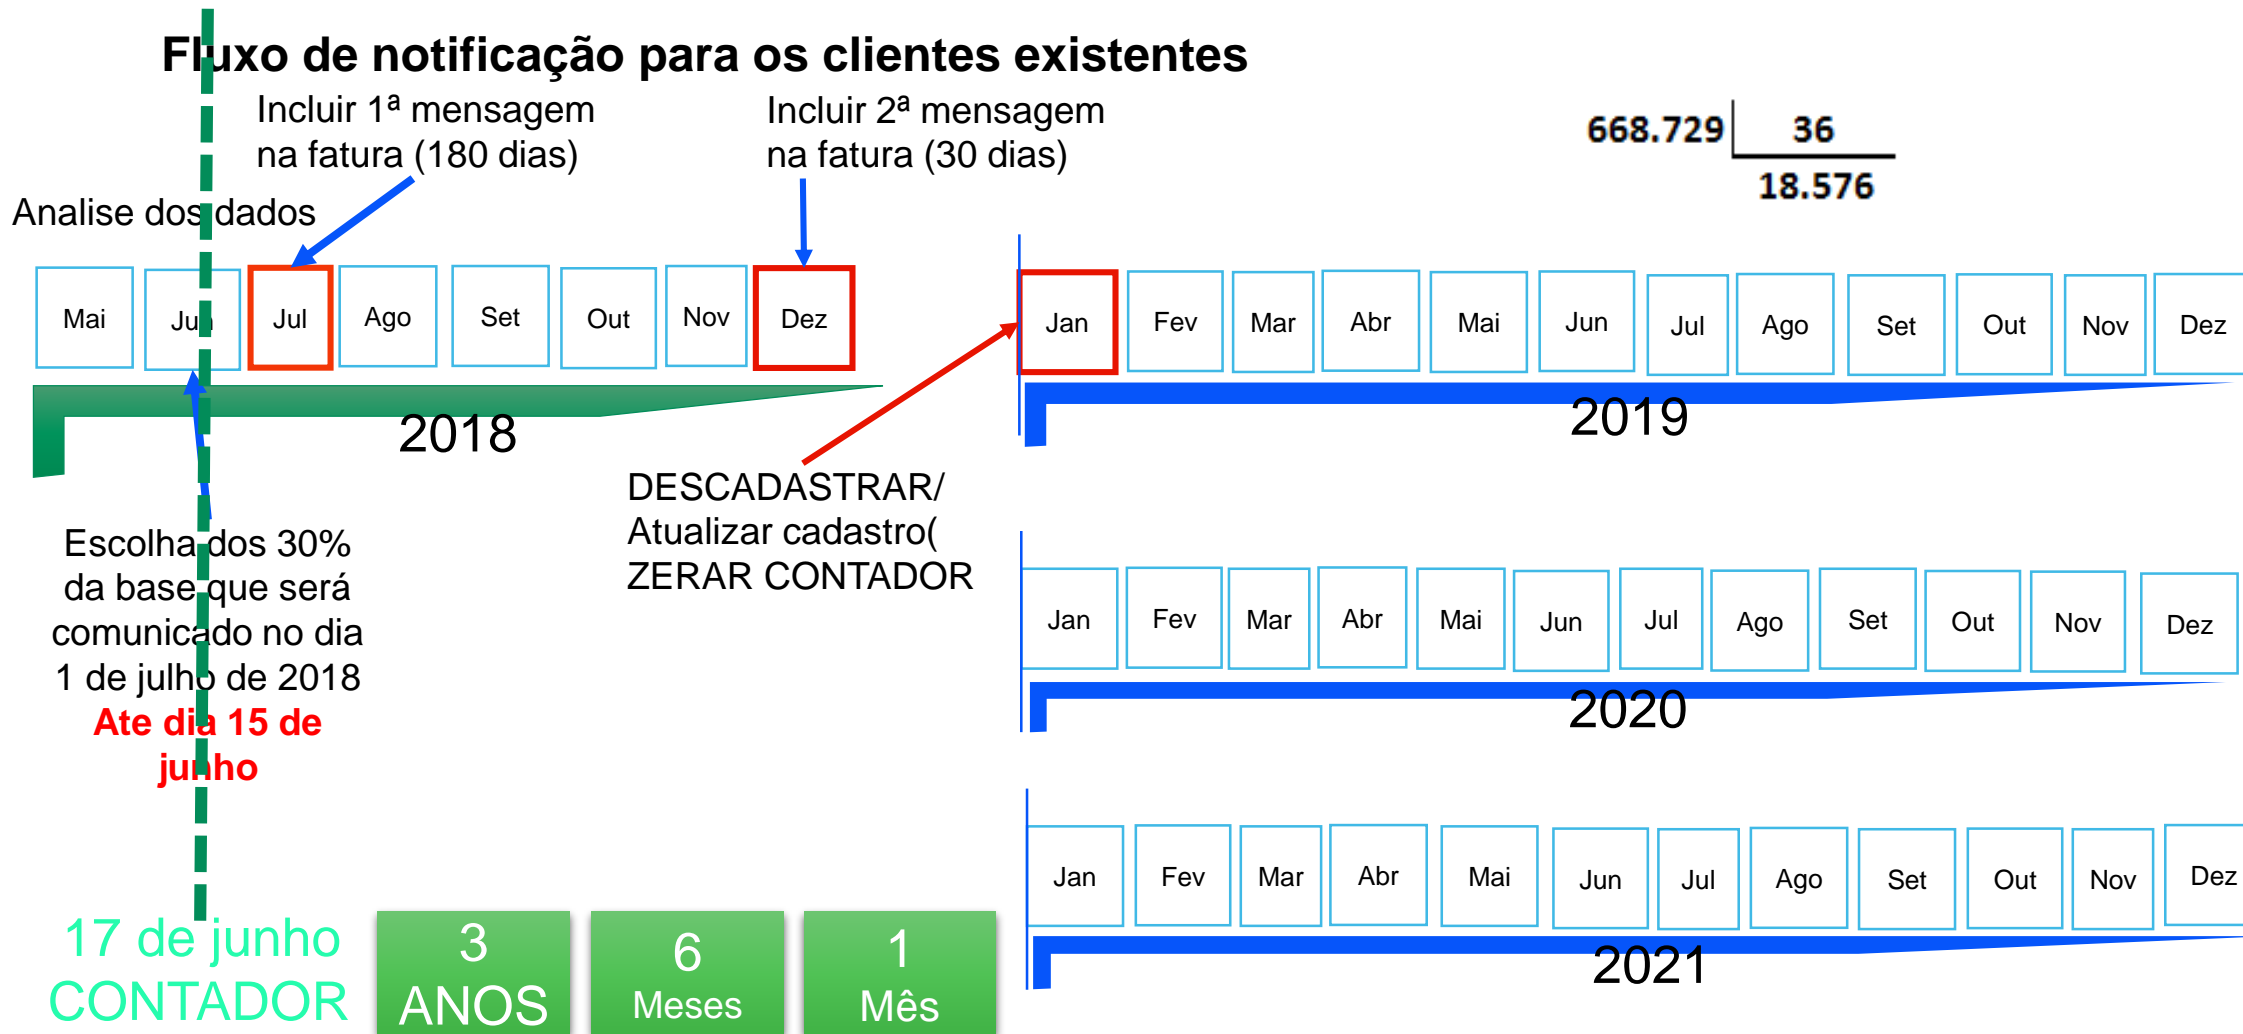 Fluxo de notificação para os clientes existentes
Incluir 1ª mensagem
na fatura (180 dias)
Incluir 2ª mensagem
na fatura (30 dias)
668.729 36
18.576
Analise dos dados
Mai Jun Jul Ago Set Out Nov Dez
2018
Jan Fev Mar Abr Mai Jun Jul Ago Set Out Nov Dez
2019
DESCADASTRAR/
Atualizar cadastro(
ZERAR CONTADOR
Escolha dos 30%
da base que será
comunicado no dia
1 de julho de 2018
Ate dia 15 de
junho
Jan Fev Mar Abr Mai Jun Jul Ago Set Out Nov Dez
2020
Jan Fev Mar Abr Mai Jun Jul Ago Set Out Nov Dez
2021
17 de junho
CONTADOR
3
ANOS
6
Meses
1
Mês